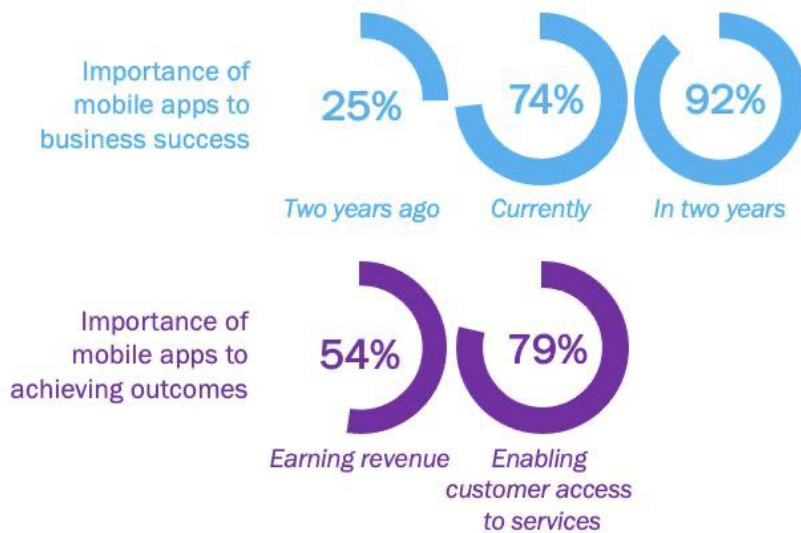 Importance of
mobile apps to
business success
25%
74%
92%
Two years ago
Currently
In two years
Importance of
mobile apps to
achieving outcomes
54%
79%
Earning revenue
Enabling
customer access
to services